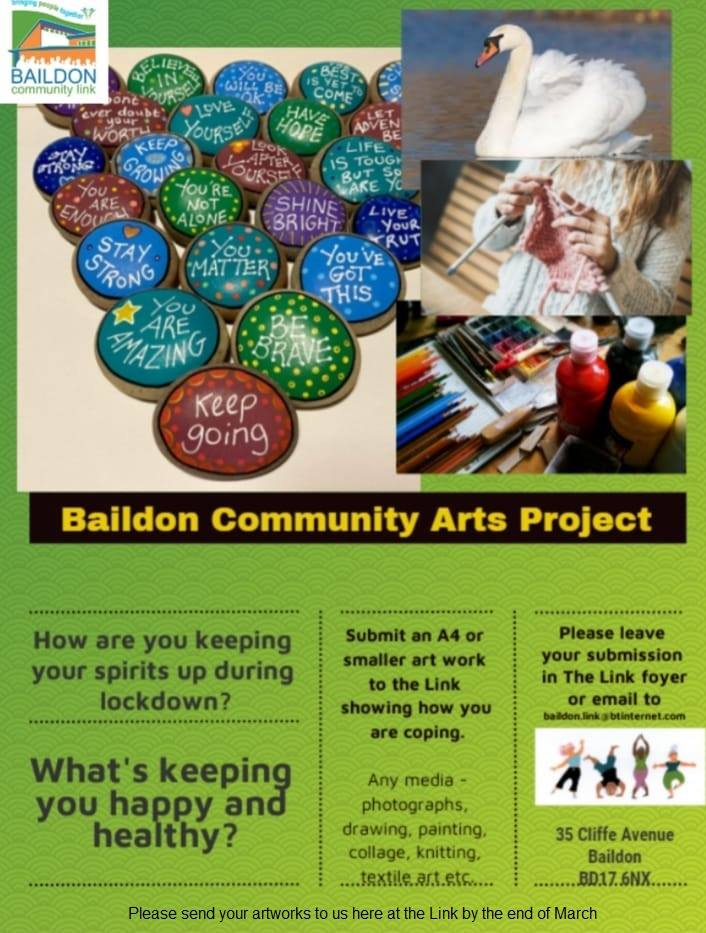 bringing people together
BAILDON
community link
BELIEVE
IN
YOURSELF
YOU
WILL BE
OK.
BEST
IS YET
TO
COME
DONT
ever doubt
your
WORTH
LOVE
YOURSELF
HAVE
HOPE
LET
ADVEN
BE
STAY
STRONG
KEEP
GROWING
LOOK
AFTER
YOURSELF
LIFE
IS TOUGH
BUT SO
ARE YO
YOU
ARE
ENOUGH
YOU'RE
NOT
ALONE
SHINE
BRIGHT
LIVE
YOUR
TRUT
STAY
STRONG
YOU
MATTER
YOU'VE
GOT
THIS
YOU
ARE
AMAZING
BE
BRAVE
Keep
going
Baildon Community Arts Project
How are you keeping
your spirits up during
lockdown?
What's keeping
you happy and
healthy?
Submit an A4 or
smaller art work
to the Link
showing how you
are coping.
Any media -
photographs,
drawing, painting,
collage, knitting,
textile art etc.
Please leave
your submission
in The Link foyer
or email to
baildon.link@btinternet.com
35 Cliffe Avenue
Baildon
BD17 6NX
Please send your artworks to us here at the Link by the end of March